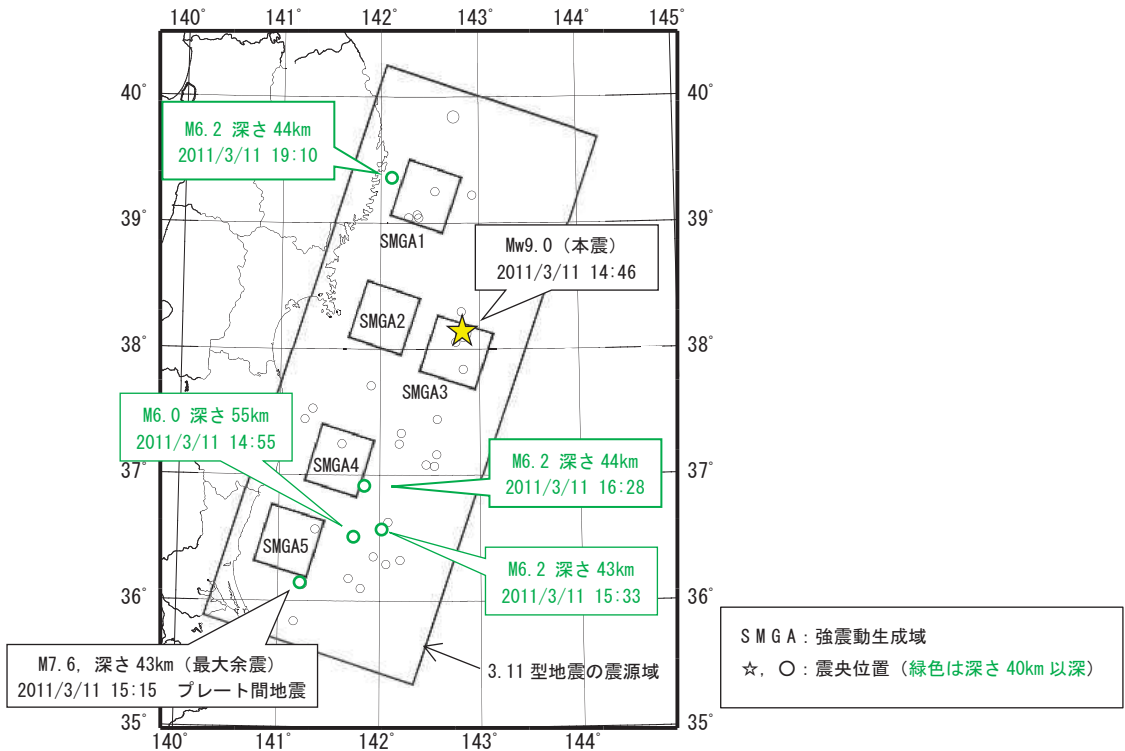 140° 141° 142° 143° 144° 145°
40° 40°
M6.2 深さ 44km
2011/3/11 19:10
39° 39°
SMGA1
Mw9.0（本震）
2011/3/11 14:46
SMGA2
38° 38°
SMGA3
M6.0 深さ 55km
2011/3/11 14:55
SMGA4
M6.2 深さ 44km
2011/3/11 16:28
37° 37°
SMGA5
M6.2 深さ 43km
2011/3/11 15:33
36° 36°
M7.6, 深さ 43km（最大余震）
2011/3/11 15:15 プレート間地震
3.11 型地震の震源域
35° 35°
140° 141° 142° 143° 144°
SMGA：強震動生成域
☆，○：震央位置（緑色は深さ 40km 以深）